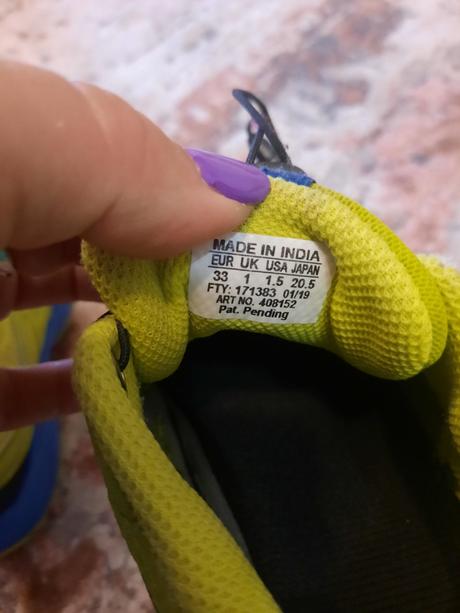 MADE IN INDIA
EUR UK USA JAPAN
33 1 1.5 20.5
FTY: 171383 01/19
ART NO. 408152
Pat. Pending